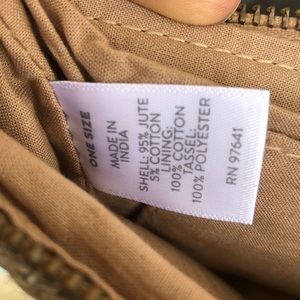 ONE SIZE
MADE IN
INDIA
SHELL: 95% JUTE
5% COTTON
LINING:
100% COTTON
TASSEL:
100% POLYESTER
RN 97641